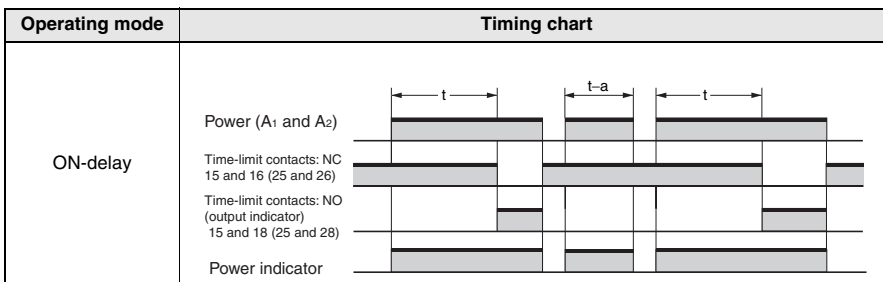 Operating mode
Timing chart
ON-delay
t
t–a
t
Power (A1 and A2)
Time-limit contacts: NC
15 and 16 (25 and 26)
Time-limit contacts: NO
(output indicator)
15 and 18 (25 and 28)
Power indicator